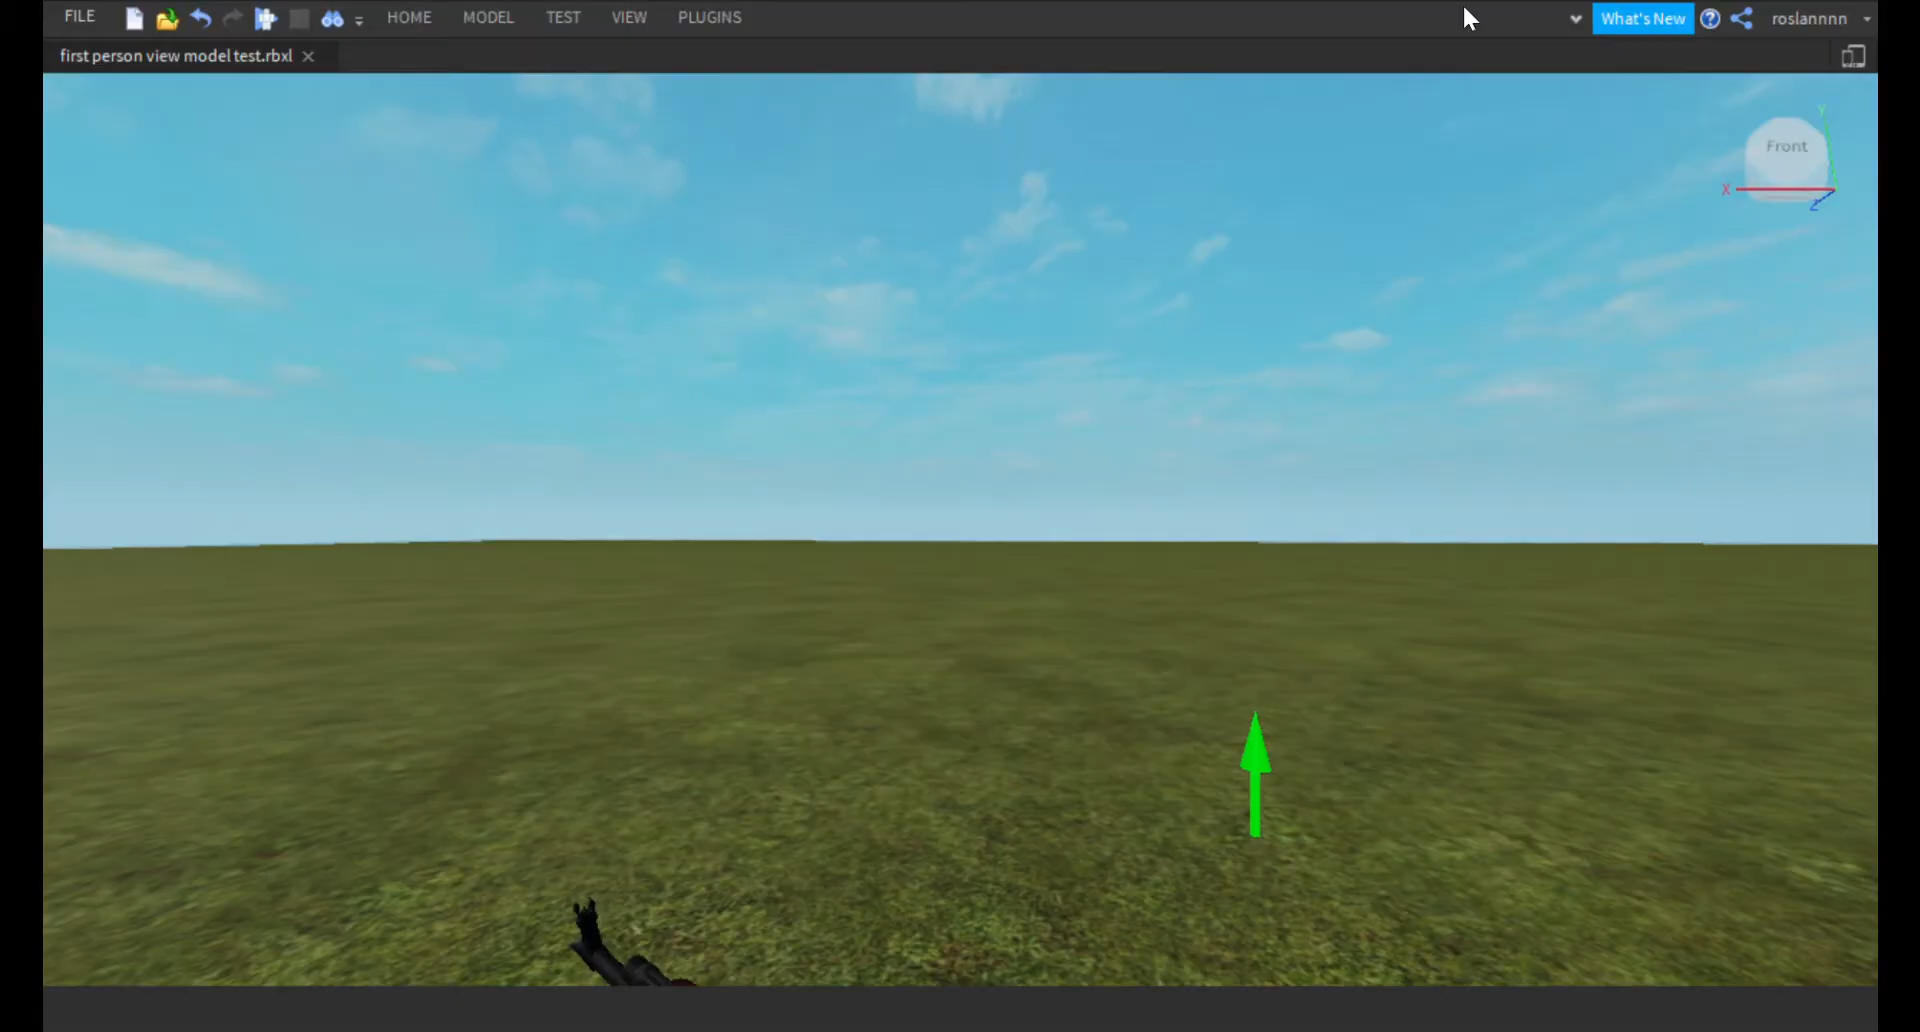 FILE HOME MODEL TEST VIEW PLUGINS What's New roslannnn
first person view model test.rbxl
Y
Front
X
Z